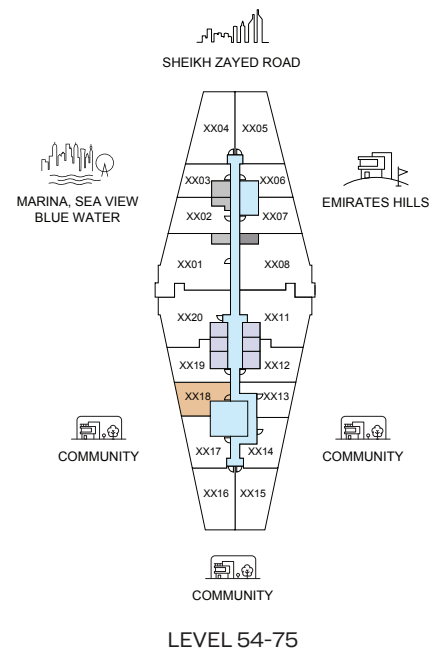 SHEIKH ZAYED ROAD
XX04 XX05
XX03 XX06
MARINA, SEA VIEW
BLUE WATER
EMIRATES HILLS
XX02 XX07
XX01 XX08
XX20 XX11
XX19 XX12
XX18 XX13
COMMUNITY
COMMUNITY
XX17 XX14
XX16 XX15
COMMUNITY
LEVEL 54-75